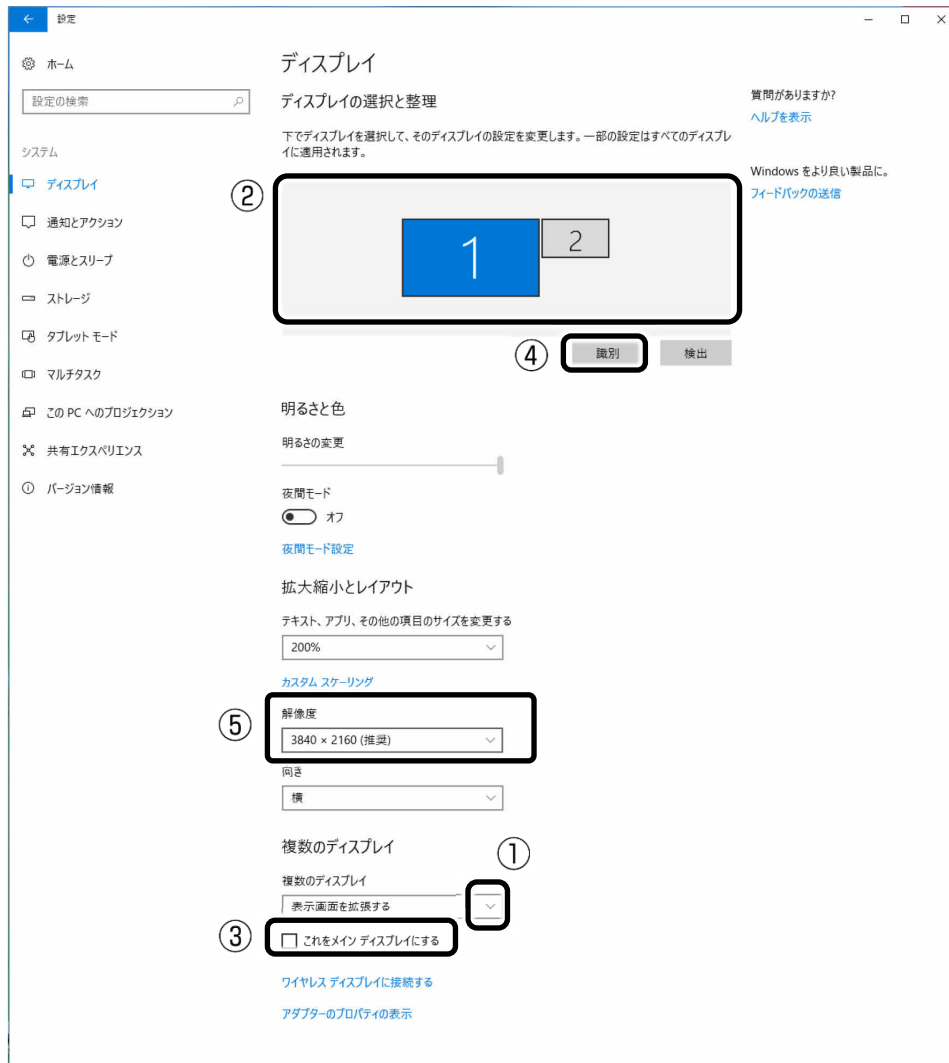 設定
ホーム
設定の検索
システム
ディスプレイ
通知とアクション
電源とスリープ
ストレージ
タブレット モード
マルチタスク
この PC へのプロジェクション
共有エクスペリエンス
バージョン情報
ディスプレイ
ディスプレイの選択と整理
下でディスプレイを選択して、そのディスプレイの設定を変更します。一部の設定はすべてのディスプレ
イに適用されます。
②
1
2
④
識別
検出
明るさと色
明るさの変更
夜間モード
オフ
夜間モード設定
拡大縮小とレイアウト
テキスト、アプリ、その他の項目のサイズを変更する
200%
カスタム スケーリング
⑤
解像度
3840 × 2160 (推奨)
向き
横
複数のディスプレイ
①
複数のディスプレイ
表示画面を拡張する
③
これをメイン ディスプレイにする
ワイヤレス ディスプレイに接続する
アダプターのプロパティの表示
質問がありますか?
ヘルプを表示
Windows をより良い製品に。
フィードバックの送信